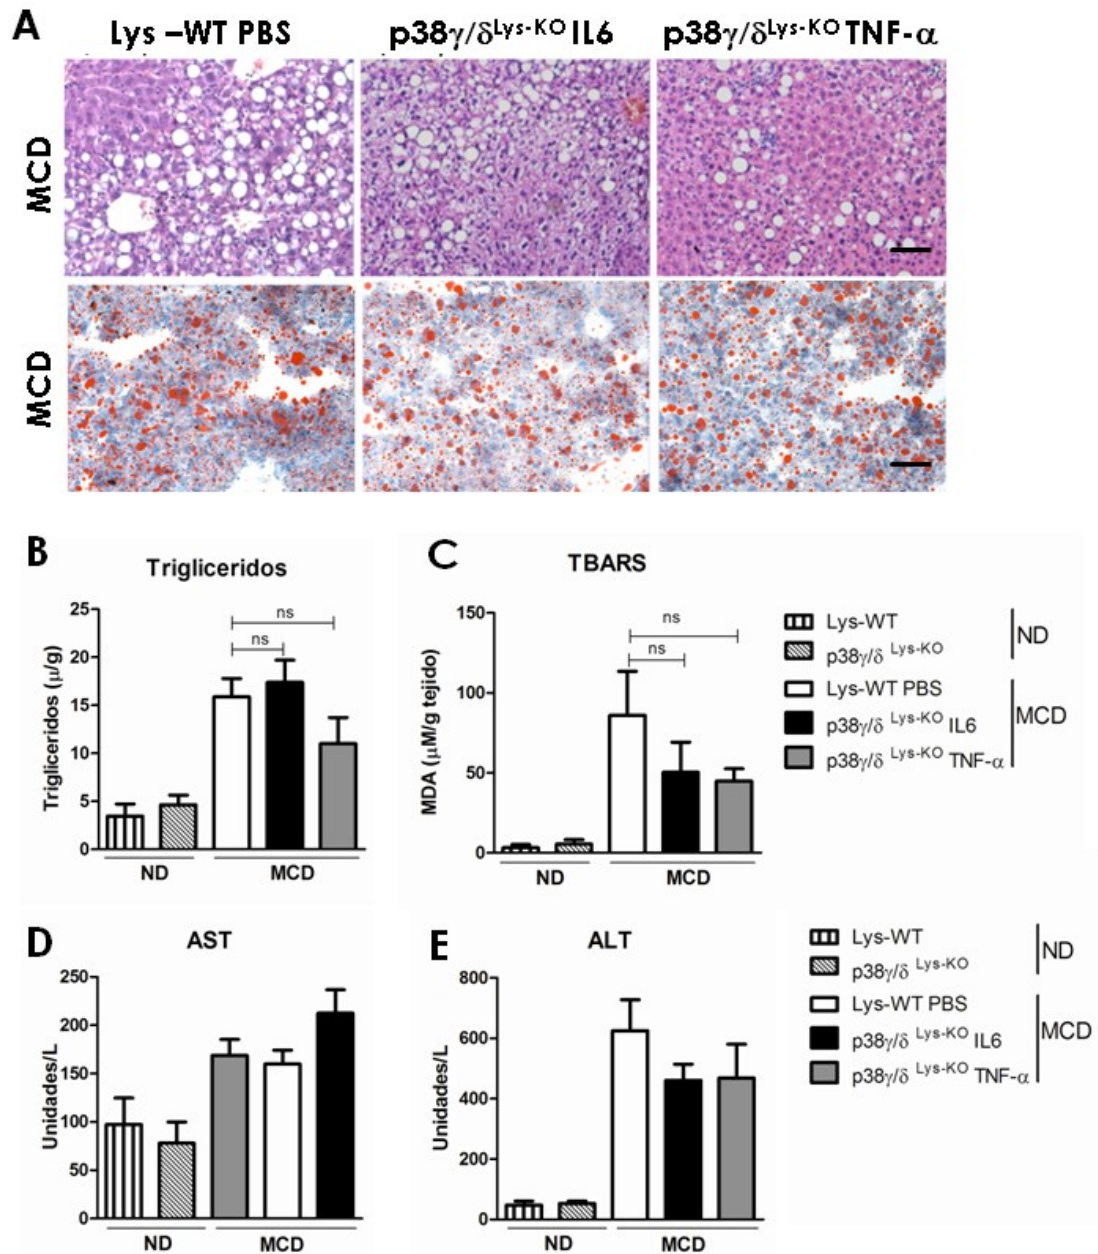 A
Lys –WT PBS
p38γ/δ Lys-KO IL6
p38γ/δ Lys-KO TNF-α
MCD
MCD
B
Trigliceridos
Trigliceridos (μ/g)
25
20
15
10
5
0
ns
ns
ND
MCD
C
TBARS
MDA (μM/g tejido)
150
100
50
0
ns
ns
ND
MCD
Lys-WT
p38γ/δ Lys-KO
ND
Lys-WT PBS
p38γ/δ Lys-KO IL6
p38γ/δ Lys-KO TNF-α
MCD
D
AST
Unidades/L
250
200
150
100
50
0
ND
MCD
E
ALT
Unidades/L
800
600
400
200
0
ND
MCD
Lys-WT
p38γ/δ Lys-KO
ND
Lys-WT PBS
p38γ/δ Lys-KO IL6
p38γ/δ Lys-KO TNF-α
MCD